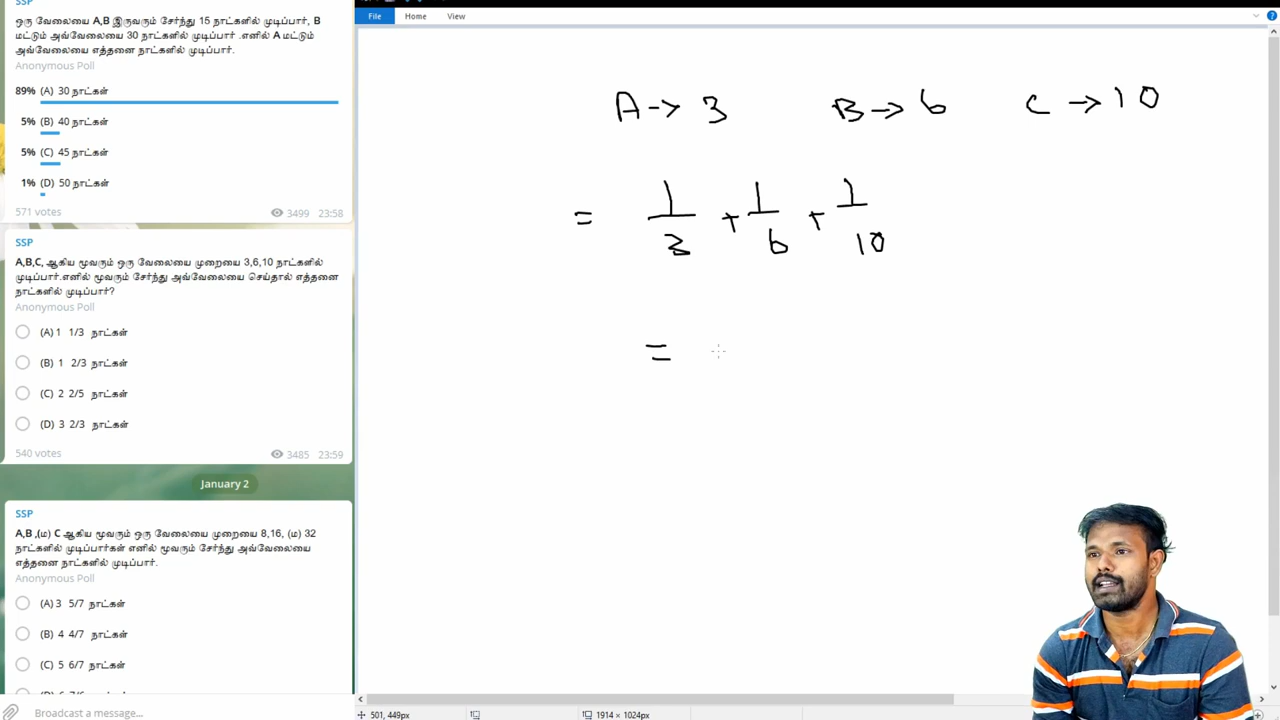 SSP
ஒரு வேலையை A,B இருவரும் சேர்ந்து 15 நாட்களில் முடிப்பார், B
மட்டும் அவ்வேலையை 30 நாட்களில் முடிப்பார் .எனில் A மட்டும்
அவ்வேலையை எத்தனை நாட்களில் முடிப்பார்.
Anonymous Poll
89% (A) 30 நாட்கள்
5% (B) 40 நாட்கள்
5% (C) 45 நாட்கள்
1% (D) 50 நாட்கள்
571 votes 3499 23:58
SSP
A,B,C, ஆகிய மூவரும் ஒரு வேலையை முறையை 3,6,10 நாட்களில்
முடிப்பார்.எனில் மூவரும் சேர்ந்து அவ்வேலையை செய்தால் எத்தனை
நாட்களில் முடிப்பார்?
Anonymous Poll
(A) 1 1/3 நாட்கள்
(B) 1 2/3 நாட்கள்
(C) 2 2/5 நாட்கள்
(D) 3 2/3 நாட்கள்
540 votes 3485 23:59
January 2
SSP
A,B ,(ம) C ஆகிய மூவரும் ஒரு வேலையை முறையை 8,16, (ம) 32
நாட்களில் முடிப்பார்கள் எனில் மூவரும் சேர்ந்து அவ்வேலையை
எத்தனை நாட்களில் முடிப்பார்.
Anonymous Poll
(A) 3 5/7 நாட்கள்
(B) 4 4/7 நாட்கள்
(C) 5 6/7 நாட்கள்
Broadcast a message...
File Home View
A → 3 B → 6 C → 10
= 1/3 + 1/6 + 1/10
=
501, 449px 1914 × 1024px